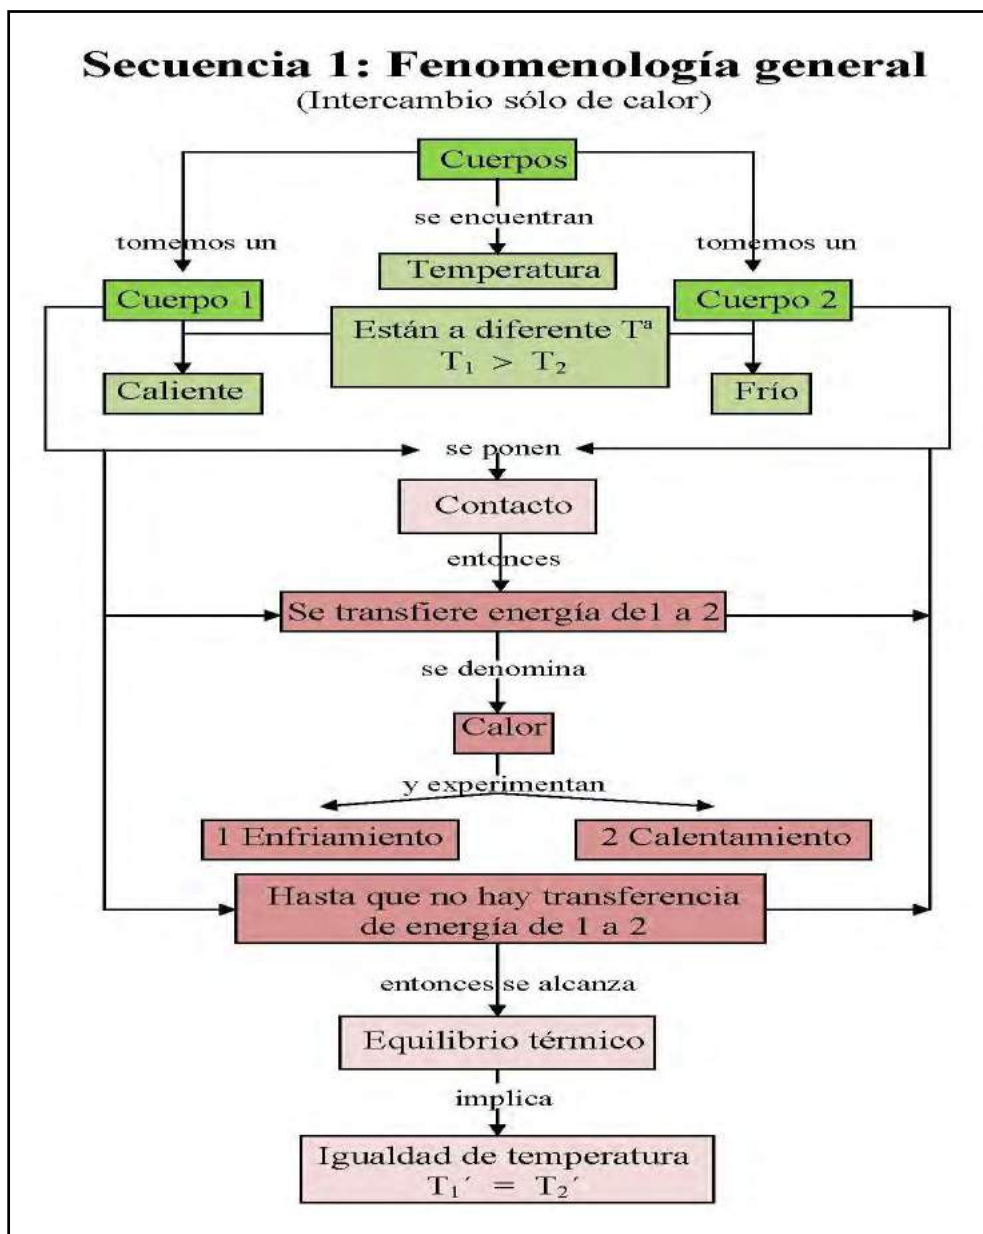 Secuencia 1: Fenomenología general
(Intercambio sólo de calor)
Cuerpos
se encuentran
tomemos un
tomemos un
Temperatura
Cuerpo 1
Cuerpo 2
Están a diferente Tª
T₁ > T₂
Caliente
Frío
se ponen
Contacto
entonces
Se transfiere energía de1 a 2
se denomina
Calor
y experimentan
1 Enfriamiento
2 Calentamiento
Hasta que no hay transferencia
de energía de 1 a 2
entonces se alcanza
Equilibrio térmico
implica
Igualdad de temperatura
T₁´ = T₂´